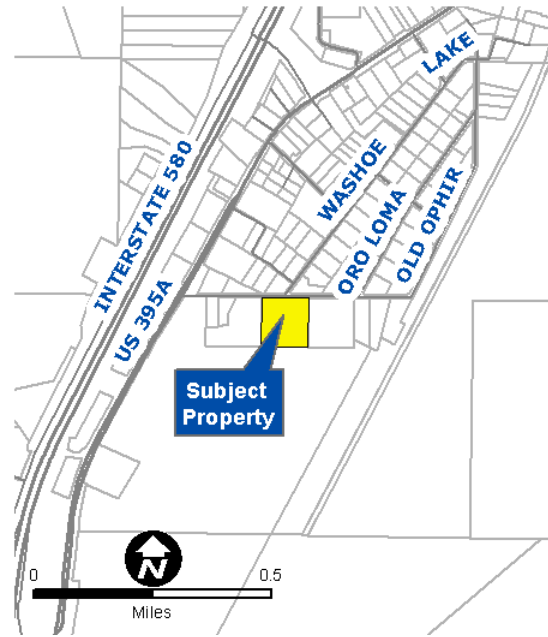 LAKE
WASHOE
INTERSTATE 580
ORO LOMA
OLD OPHIR
US 395A
Subject
Property
N
0
0.5
Miles